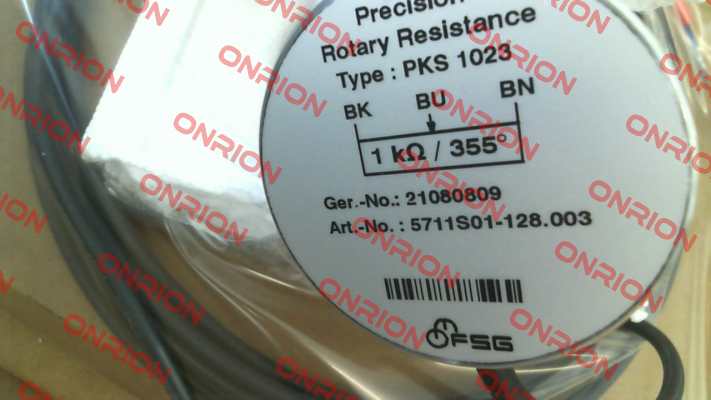 Precision
Rotary Resistance
Type : PKS 1023
BK BU BN
1 kΩ / 355°
Ger.-No.: 21080809
Art.-No. : 5711S01-128.003
FSG
ONRION